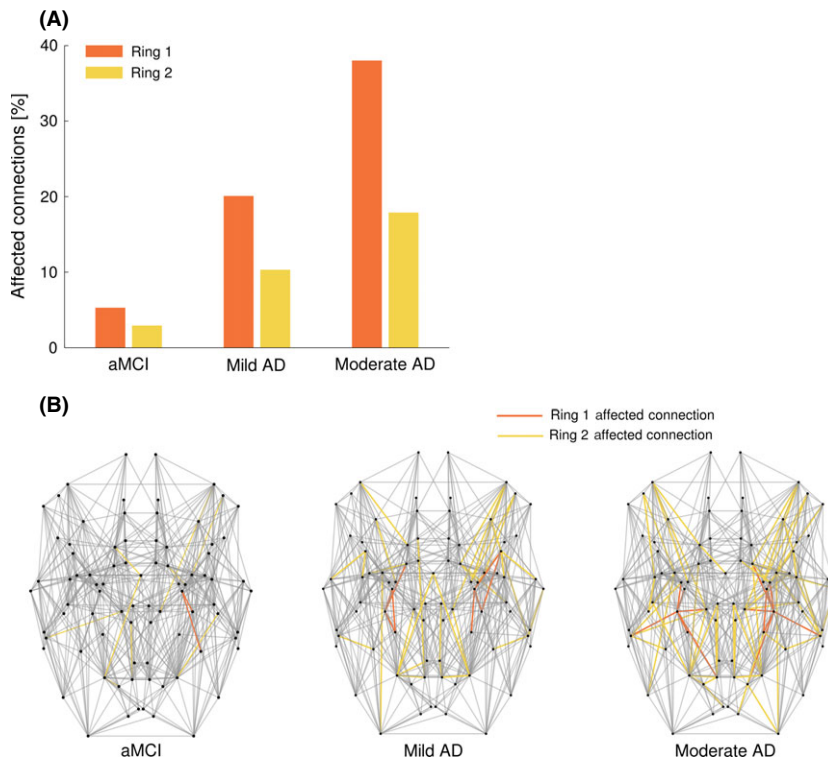 (A)
Affected connections [%]
40
30
20
10
0
Ring 1
Ring 2
aMCI
Mild AD
Moderate AD
(B)
Ring 1 affected connection
Ring 2 affected connection
aMCI
Mild AD
Moderate AD